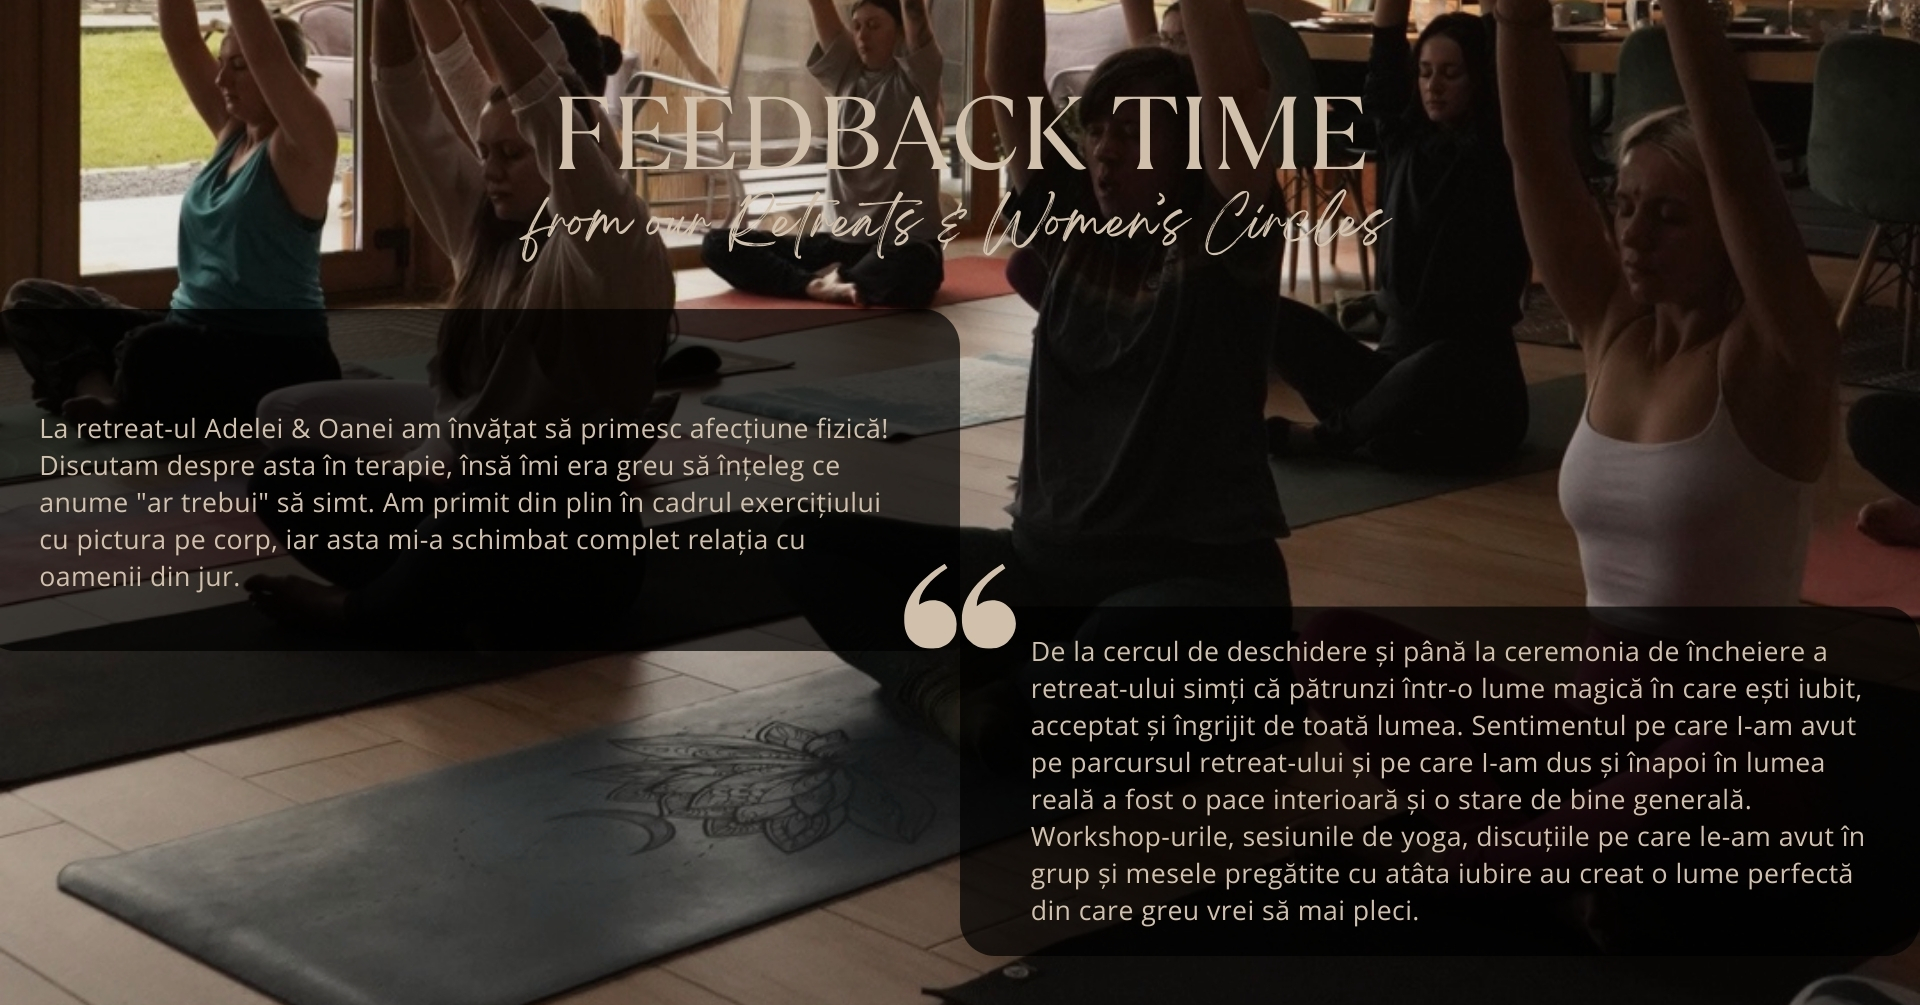 FEEDBACK TIME
from our Retreats & Women's Circles
La retreat-ul Adelei & Oanei am învățat să primesc afecțiune fizică!
Discutam despre asta în terapie, însă îmi era greu să înțeleg ce
anume "ar trebui" să simt. Am primit din plin în cadrul exercițiului
cu pictura pe corp, iar asta mi-a schimbat complet relația cu
oamenii din jur.
“
De la cercul de deschidere și până la ceremonia de încheiere a
retreat-ului simți că pătrunzi într-o lume magică în care ești iubit,
acceptat și îngrijit de toată lumea. Sentimentul pe care I-am avut
pe parcursul retreat-ului și pe care I-am dus și înapoi în lumea
reală a fost o pace interioară și o stare de bine generală.
Workshop-urile, sesiunile de yoga, discuțiile pe care le-am avut în
grup și mesele pregătite cu atâta iubire au creat o lume perfectă
din care greu vrei să mai pleci.